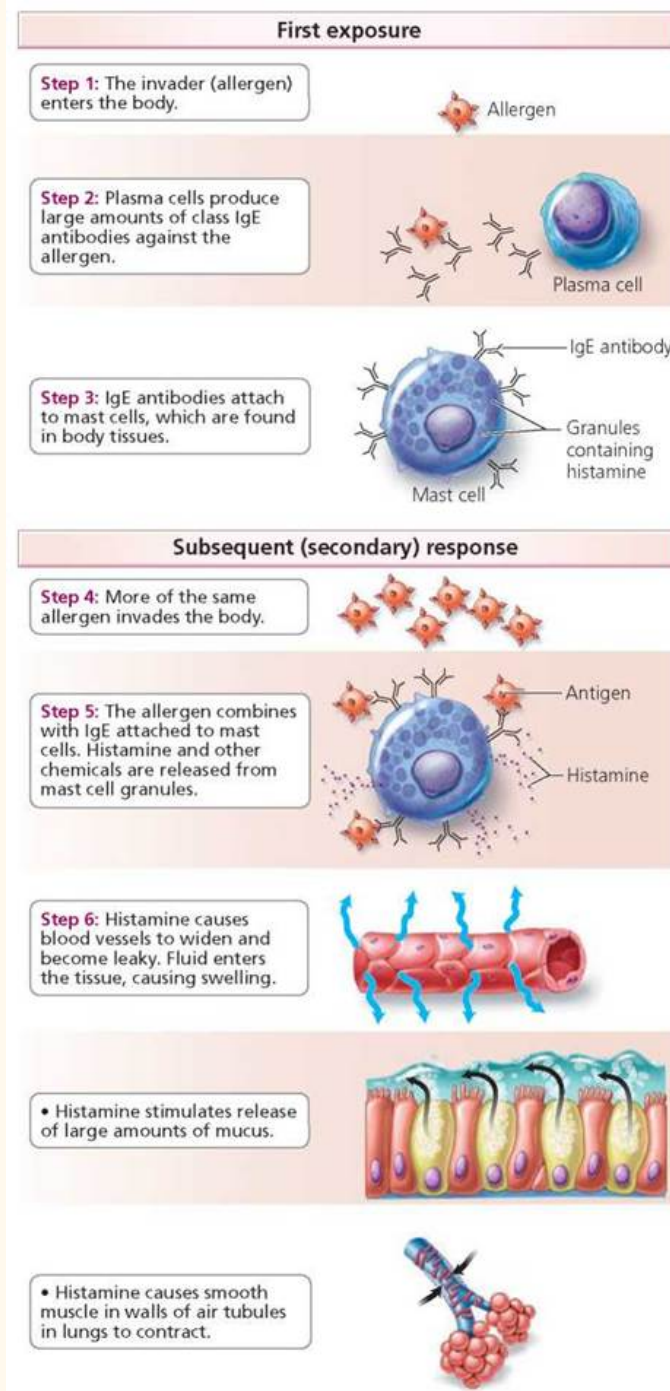 First exposure
Step 1: The invader (allergen)
enters the body.
Allergen
Step 2: Plasma cells produce
large amounts of class IgE
antibodies against the
allergen.
Plasma cell
Step 3: IgE antibodies attach
to mast cells, which are found
in body tissues.
IgE antibody
Granules
containing
histamine
Mast cell
Subsequent (secondary) response
Step 4: More of the same
allergen invades the body.
Step 5: The allergen combines
with IgE attached to mast
cells. Histamine and other
chemicals are released from
mast cell granules.
Antigen
Histamine
Step 6: Histamine causes
blood vessels to widen and
become leaky. Fluid enters
the tissue, causing swelling.
• Histamine stimulates release
of large amounts of mucus.
• Histamine causes smooth
muscle in walls of air tubules
in lungs to contract.